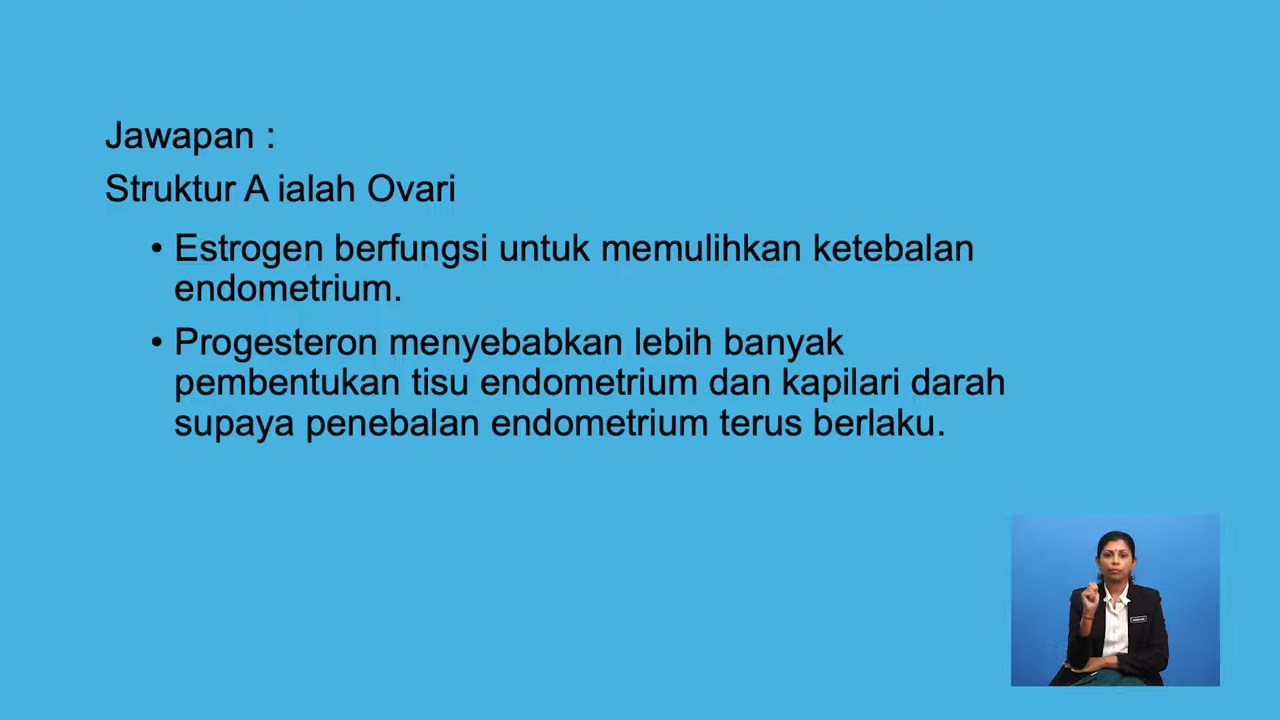 Jawapan :
Struktur A ialah Ovari
• Estrogen berfungsi untuk memulihkan ketebalan
endometrium.
• Progesteron menyebabkan lebih banyak
pembentukan tisu endometrium dan kapilari darah
supaya penebalan endometrium terus berlaku.